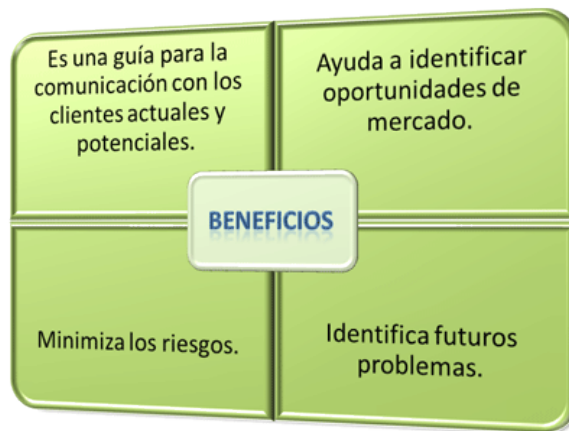 Es una guía para la
comunicación con los
clientes actuales y
potenciales.
Ayuda a identificar
oportunidades de
mercado.
BENEFICIOS
Minimiza los riesgos.
Identifica futuros
problemas.